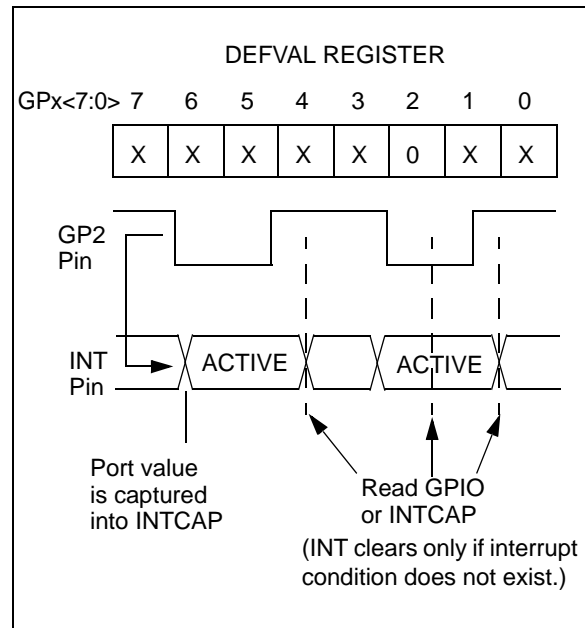 DEFVAL REGISTER
GPx<7:0> 7 6 5 4 3 2 1 0
X X X X X 0 X X
GP2
Pin
INT
Pin
ACTIVE
ACTIVE
Port value
is captured
into INTCAP
Read GPIO
or INTCAP
(INT clears only if interrupt
condition does not exist.)